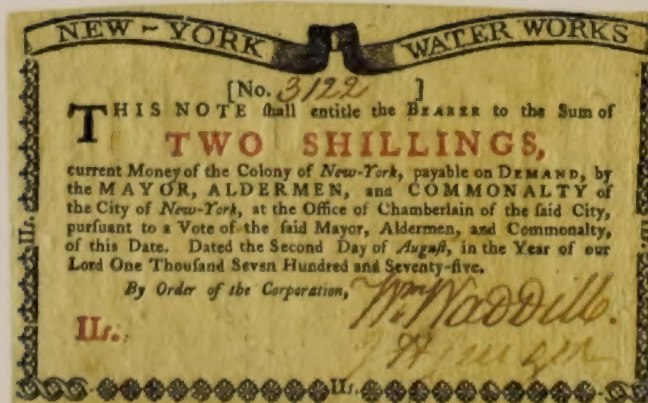 NEW-YORK WATER WORKS
[No. 3122 ]
THIS NOTE ſhall entitle the BEARER to the Sum of
TWO SHILLINGS,
current Money of the Colony of New-York, payable on DEMAND, by
the MAYOR, ALDERMEN, and COMMONALTY of
the City of New-York, at the Office of Chamberlain of the ſaid City,
purſuant to a Vote of the ſaid Mayor, Aldermen, and Commonalty,
of this Date. Dated the Second Day of Auguſt, in the Year of our
Lord One Thouſand Seven Hundred and Seventy-five.
By Order of the Corporation,
Wm Waddell.
IIs.
IIs.
IIs.
IIs.